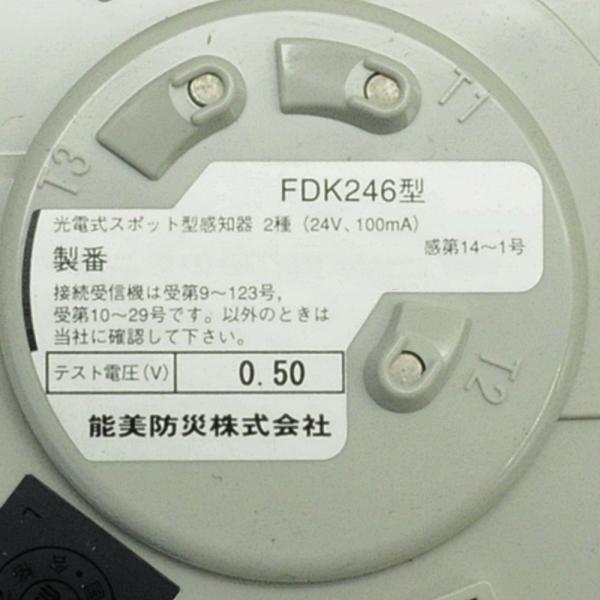 T1
T3
FDK246型
光電式スポット型感知器 2種 (24V、100mA)
感第14〜1号
製番
接続受信機は受第9〜123号,
受第10〜29号です。以外のときは
当社に確認して下さい。
テスト電圧(V) 0.50
T2
能美防災株式会社